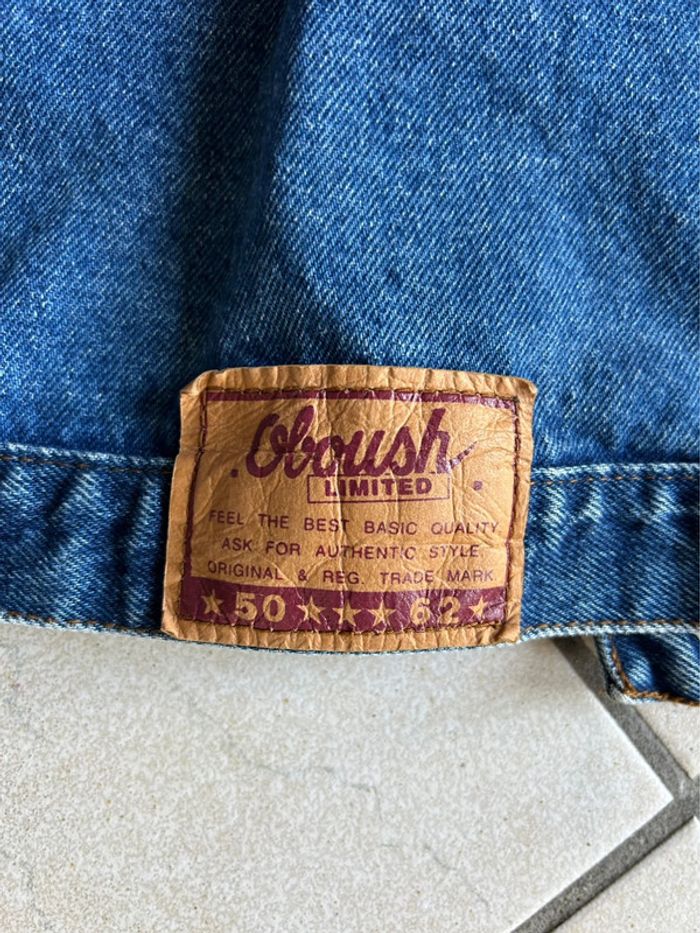 Oboush
LIMITED
FEEL THE BEST BASIC QUALITY
ASK FOR AUTHENTIC STYLE.
ORIGINAL & REG. TRADE MARK
★50★★★62★